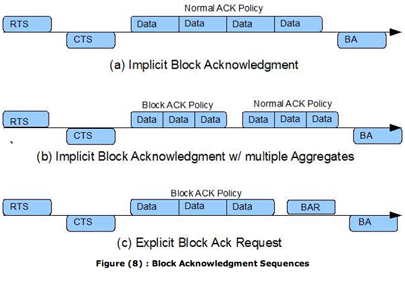 Normal ACK Policy
RTS Data Data Data Data
CTS BA
(a) Implicit Block Acknowledgment
Block ACK Policy Normal ACK Policy
RTS Data Data Data Data Data Data
CTS BA
(b) Implicit Block Acknowledgment w/ multiple Aggregates
Block ACK Policy
RTS Data Data Data BAR
CTS BA
(c) Explicit Block Ack Request
Figure (8) : Block Acknowledgment Sequences